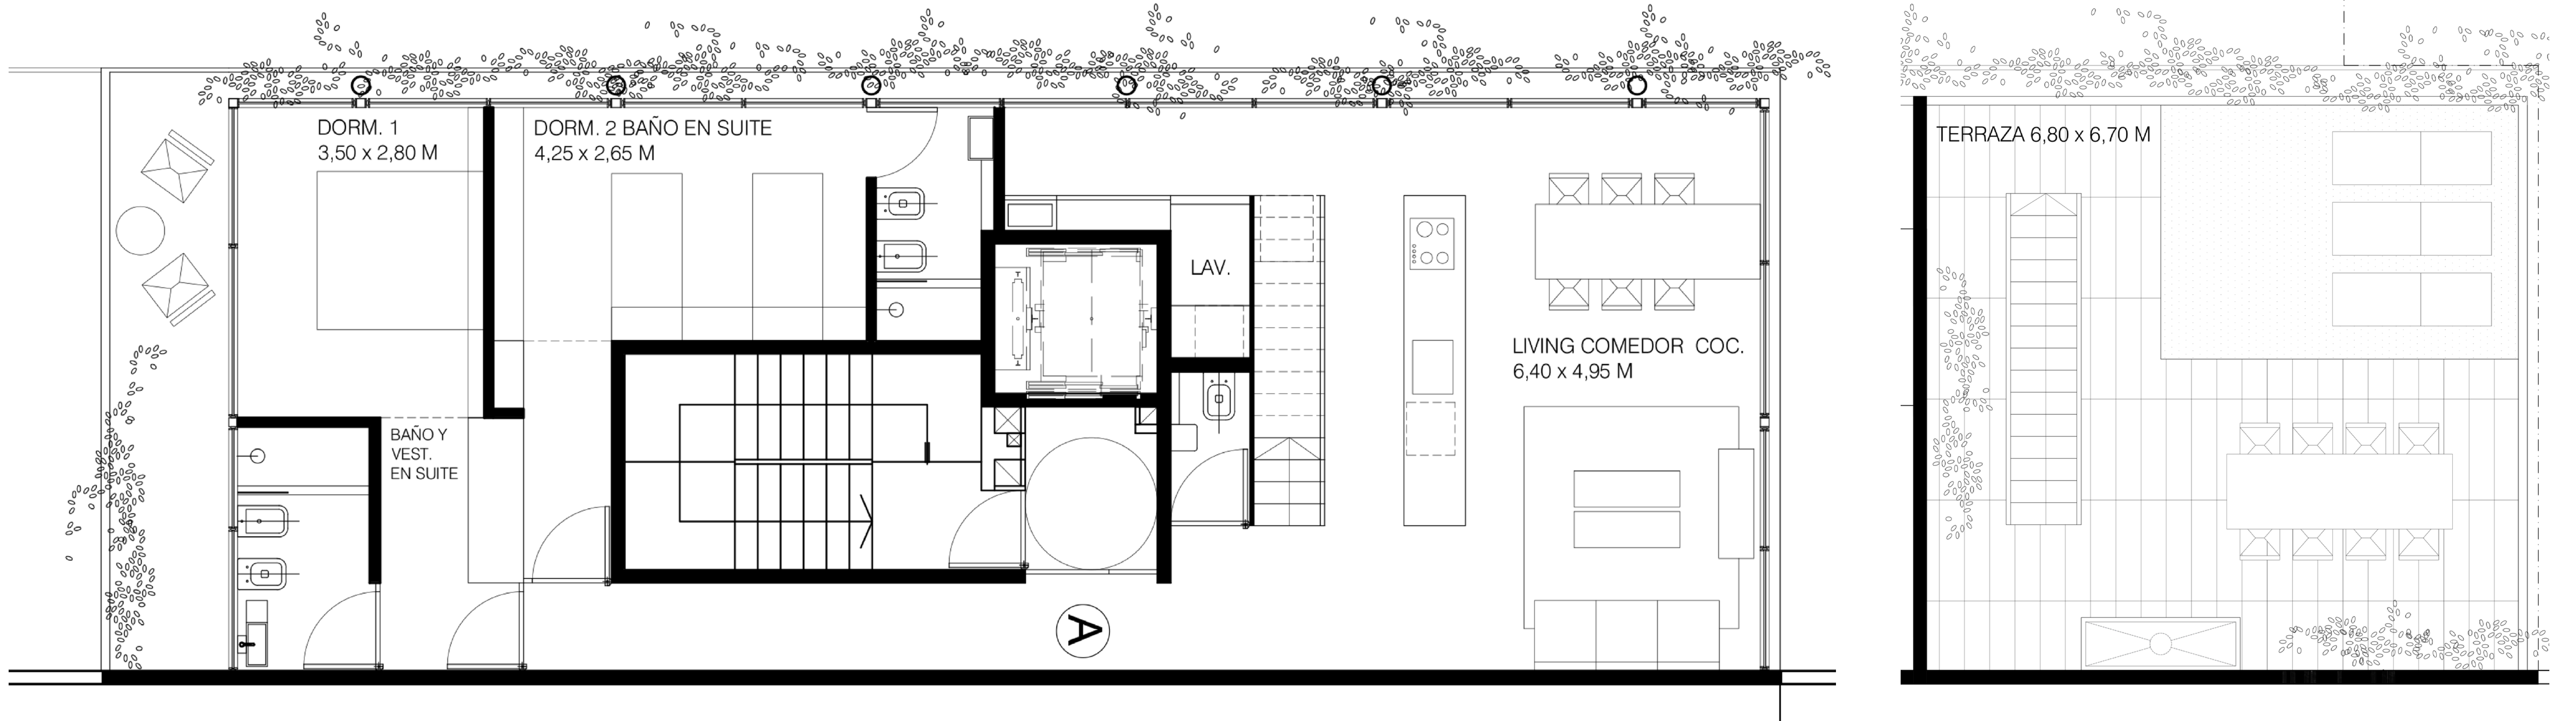 DORM. 1
3,50 x 2,80 M
DORM. 2 BAÑO EN SUITE
4,25 x 2,65 M
BAÑO Y
VEST.
EN SUITE
LAV.
LIVING COMEDOR COC.
6,40 x 4,95 M
A
TERRAZA 6,80 x 6,70 M